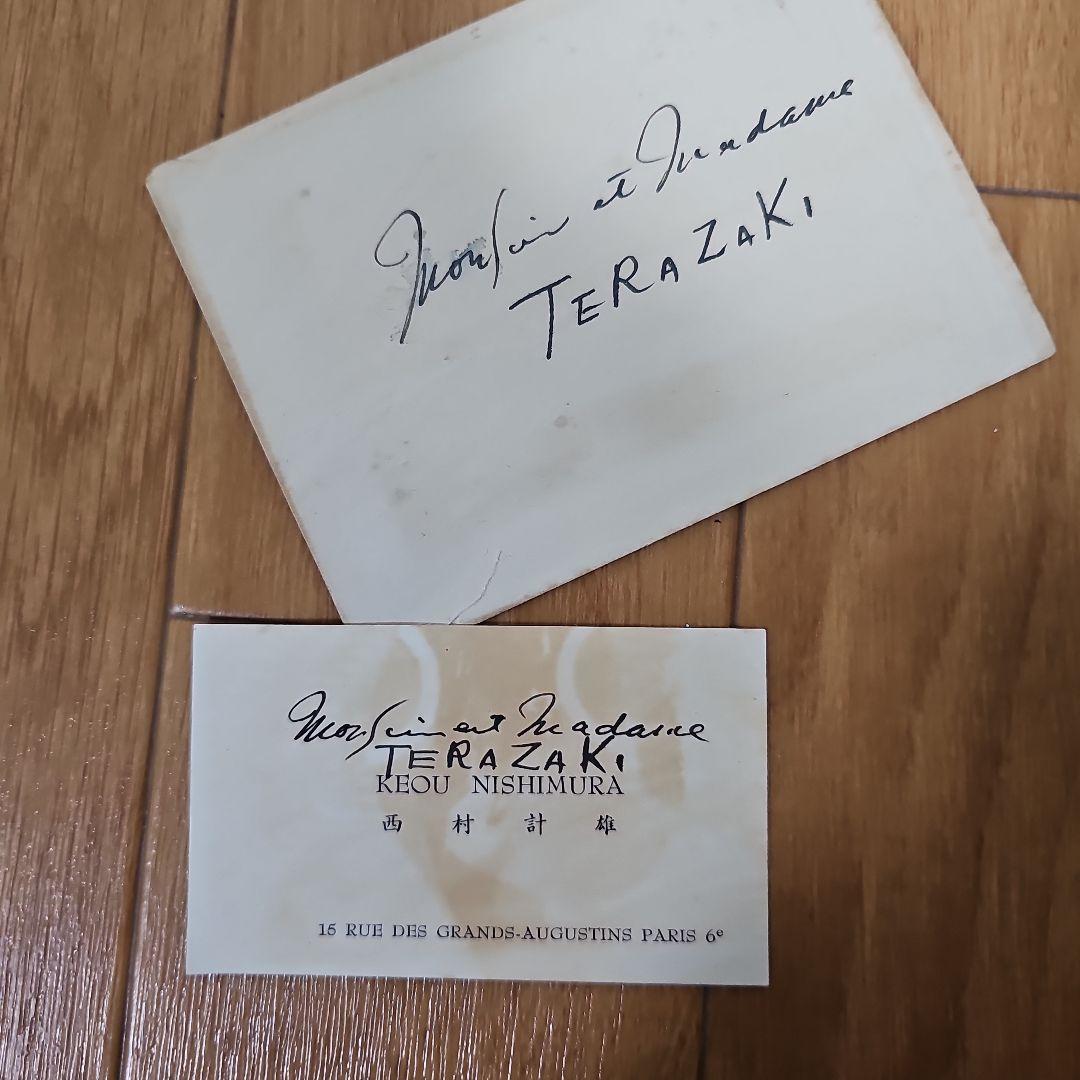 Monsieur et Madame
TERAZAKI
Monsieur et Madame
TERAZAKI
KEOU NISHIMURA
西村計雄
15 RUE DES GRANDS-AUGUSTINS PARIS 6e